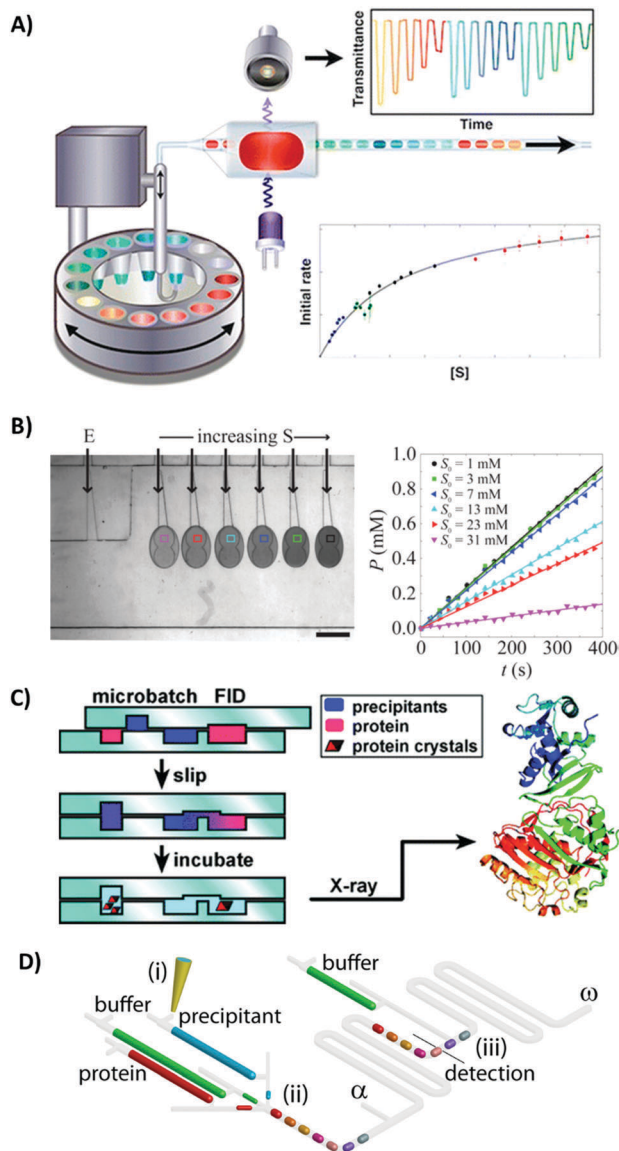 A)
Transmittance
Time
Initial rate
[S]
B)
E
increasing S
P (mM)
1.0
0.8
0.6
0.4
0.2
0.0
S₀ = 1 mM
S₀ = 3 mM
S₀ = 7 mM
S₀ = 13 mM
S₀ = 23 mM
S₀ = 31 mM
0
100
200
300
400
t (s)
C)
microbatch FID
precipitants
protein
protein crystals
slip
incubate
X-ray
D)
(i)
buffer
precipitant
protein
(ii)
α
buffer
ω
(iii)
detection